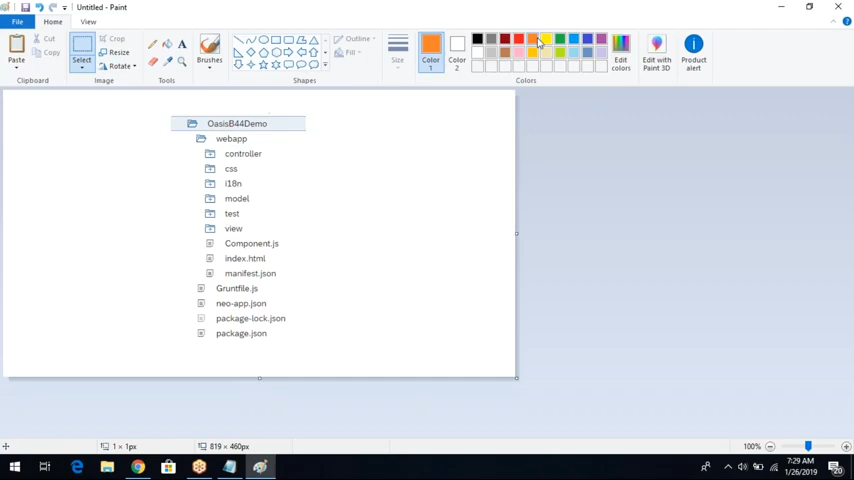 Untitled - Paint
File Home View
Paste
Cut
Copy
Clipboard
Select
Crop
Resize
Rotate
Image
A
Tools
Brushes
Outline
Fill
Shapes
Size
Color 1
Color 2
Edit colors
Colors
Edit with Paint 3D
Product alert
OasisB44Demo
webapp
controller
css
i18n
model
test
view
Component.js
index.html
manifest.json
Gruntfile.js
neo-app.json
package-lock.json
package.json
1 × 1px
819 × 460px
100%
7:29 AM
1/26/2019
20